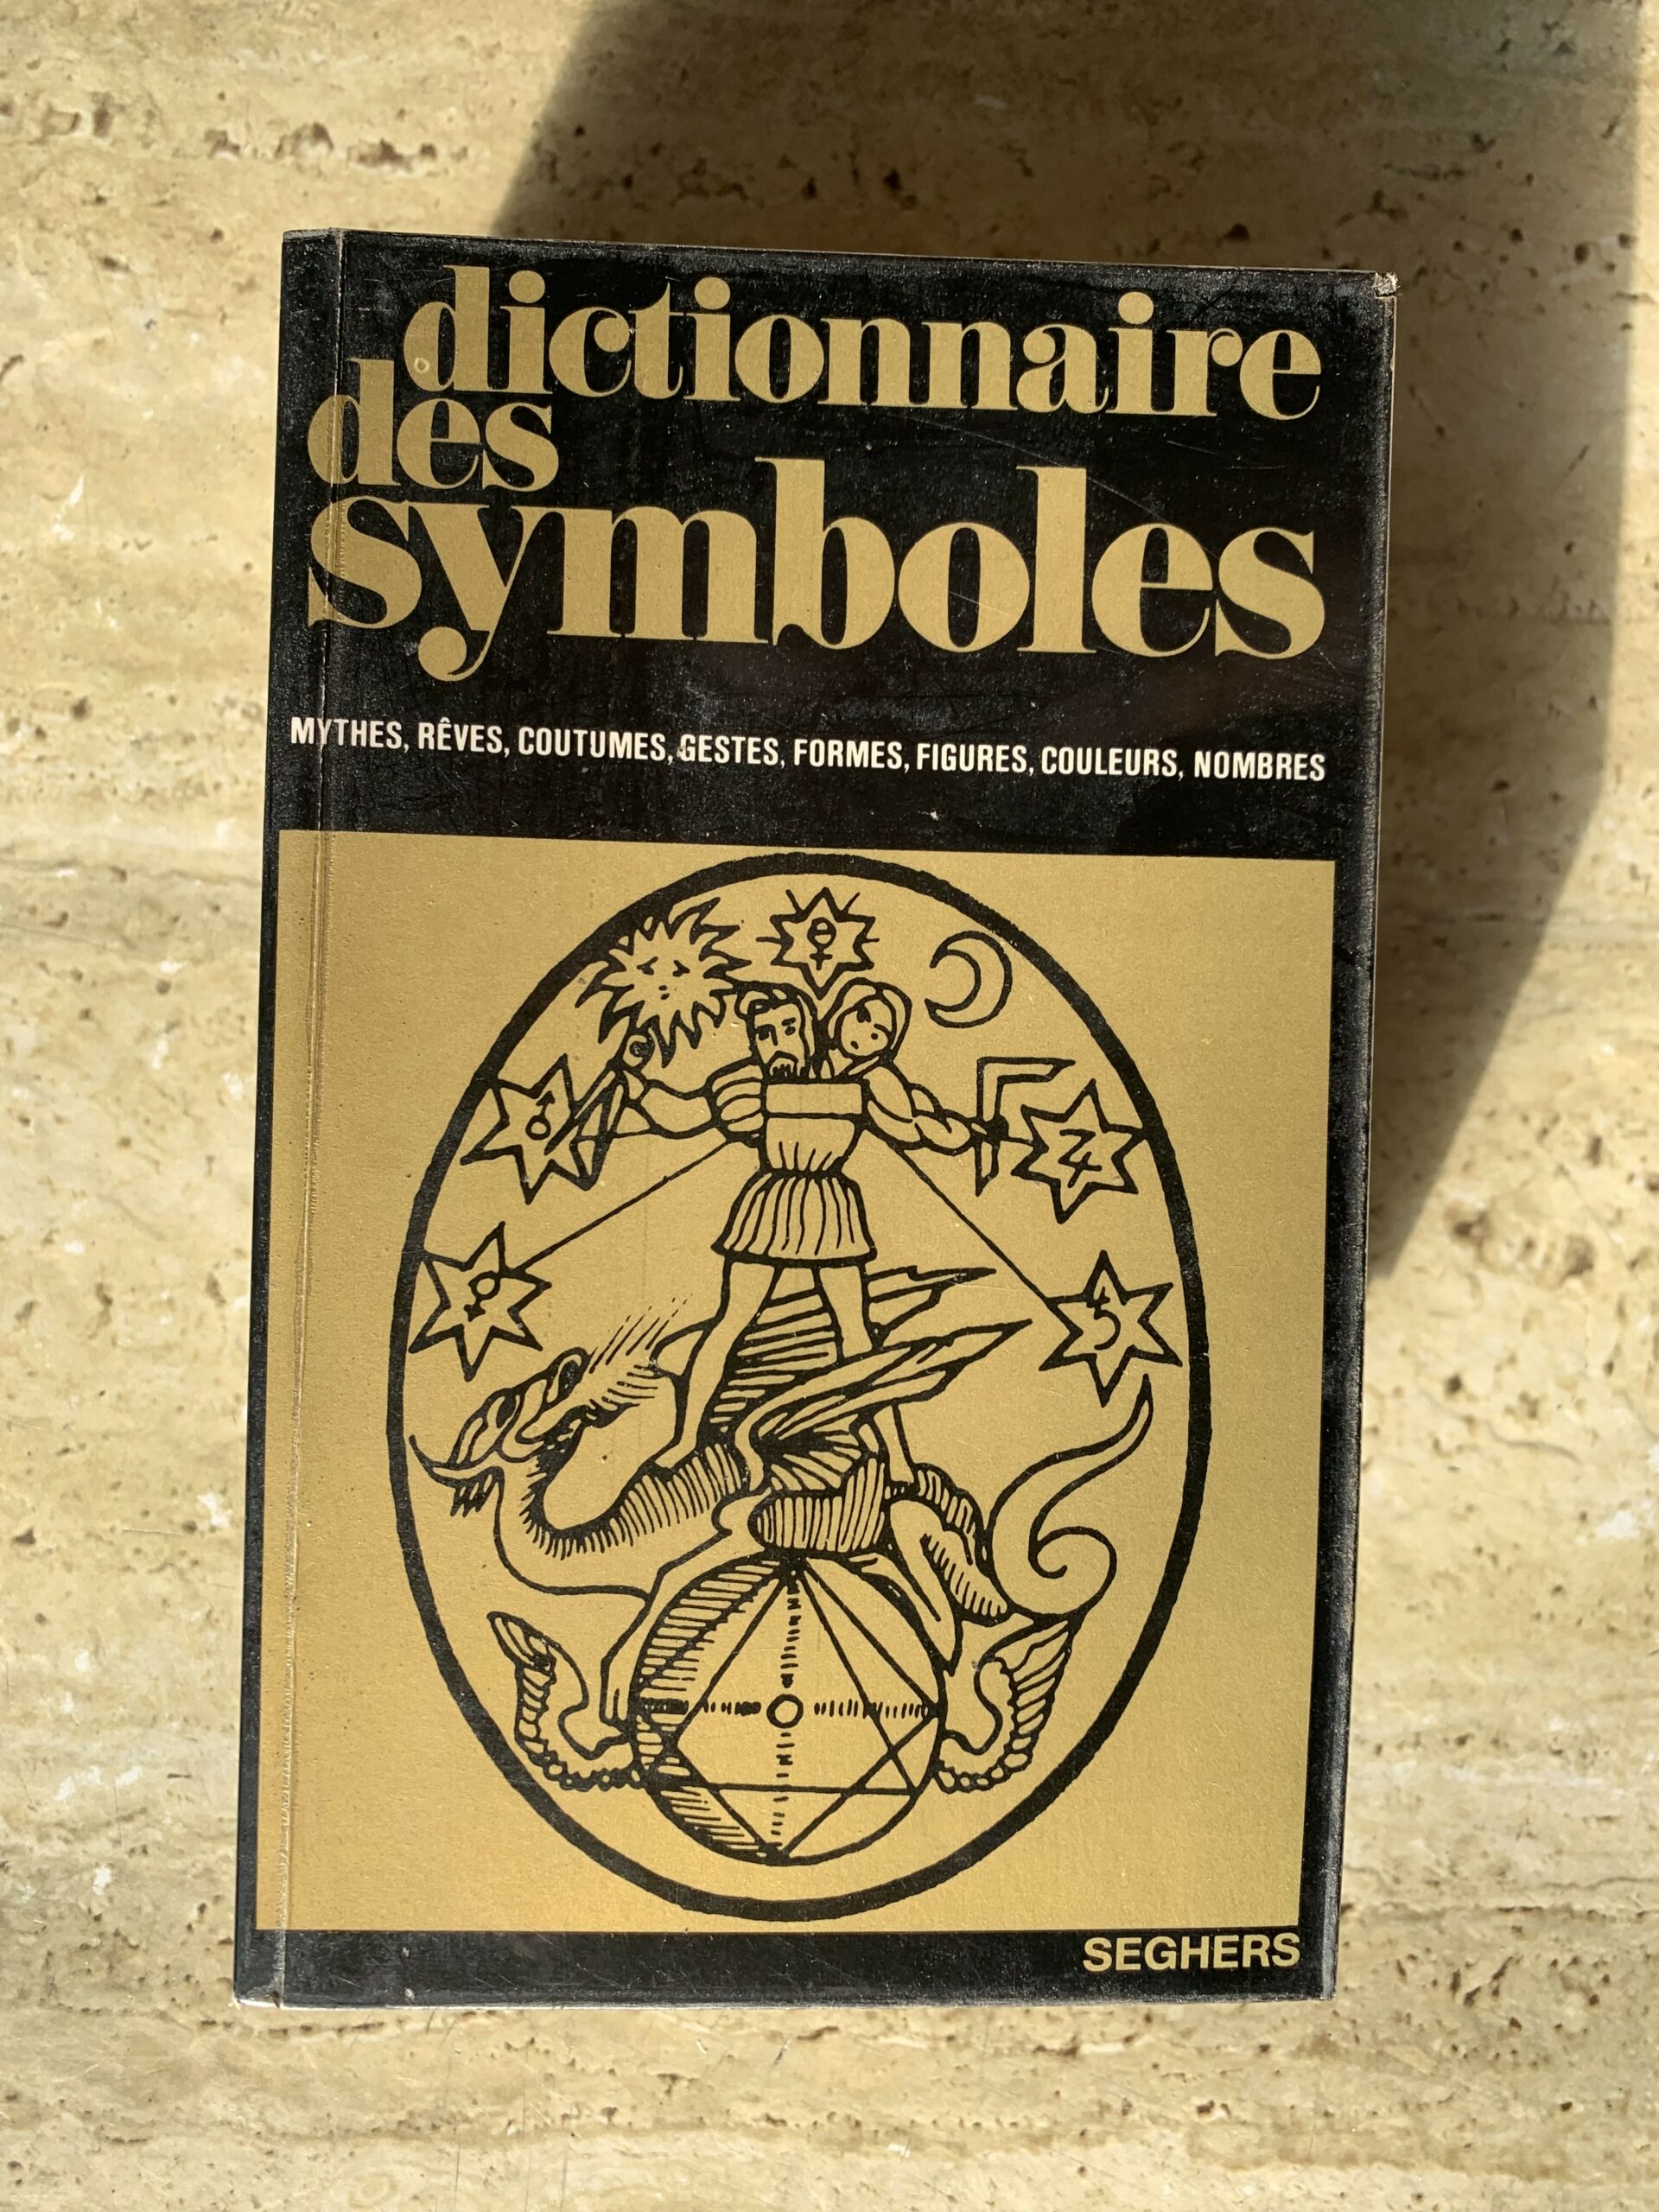 dictionnaire
des
symboles
MYTHES, RÊVES, COUTUMES, GESTES, FORMES, FIGURES, COULEURS, NOMBRES
SEGHERS